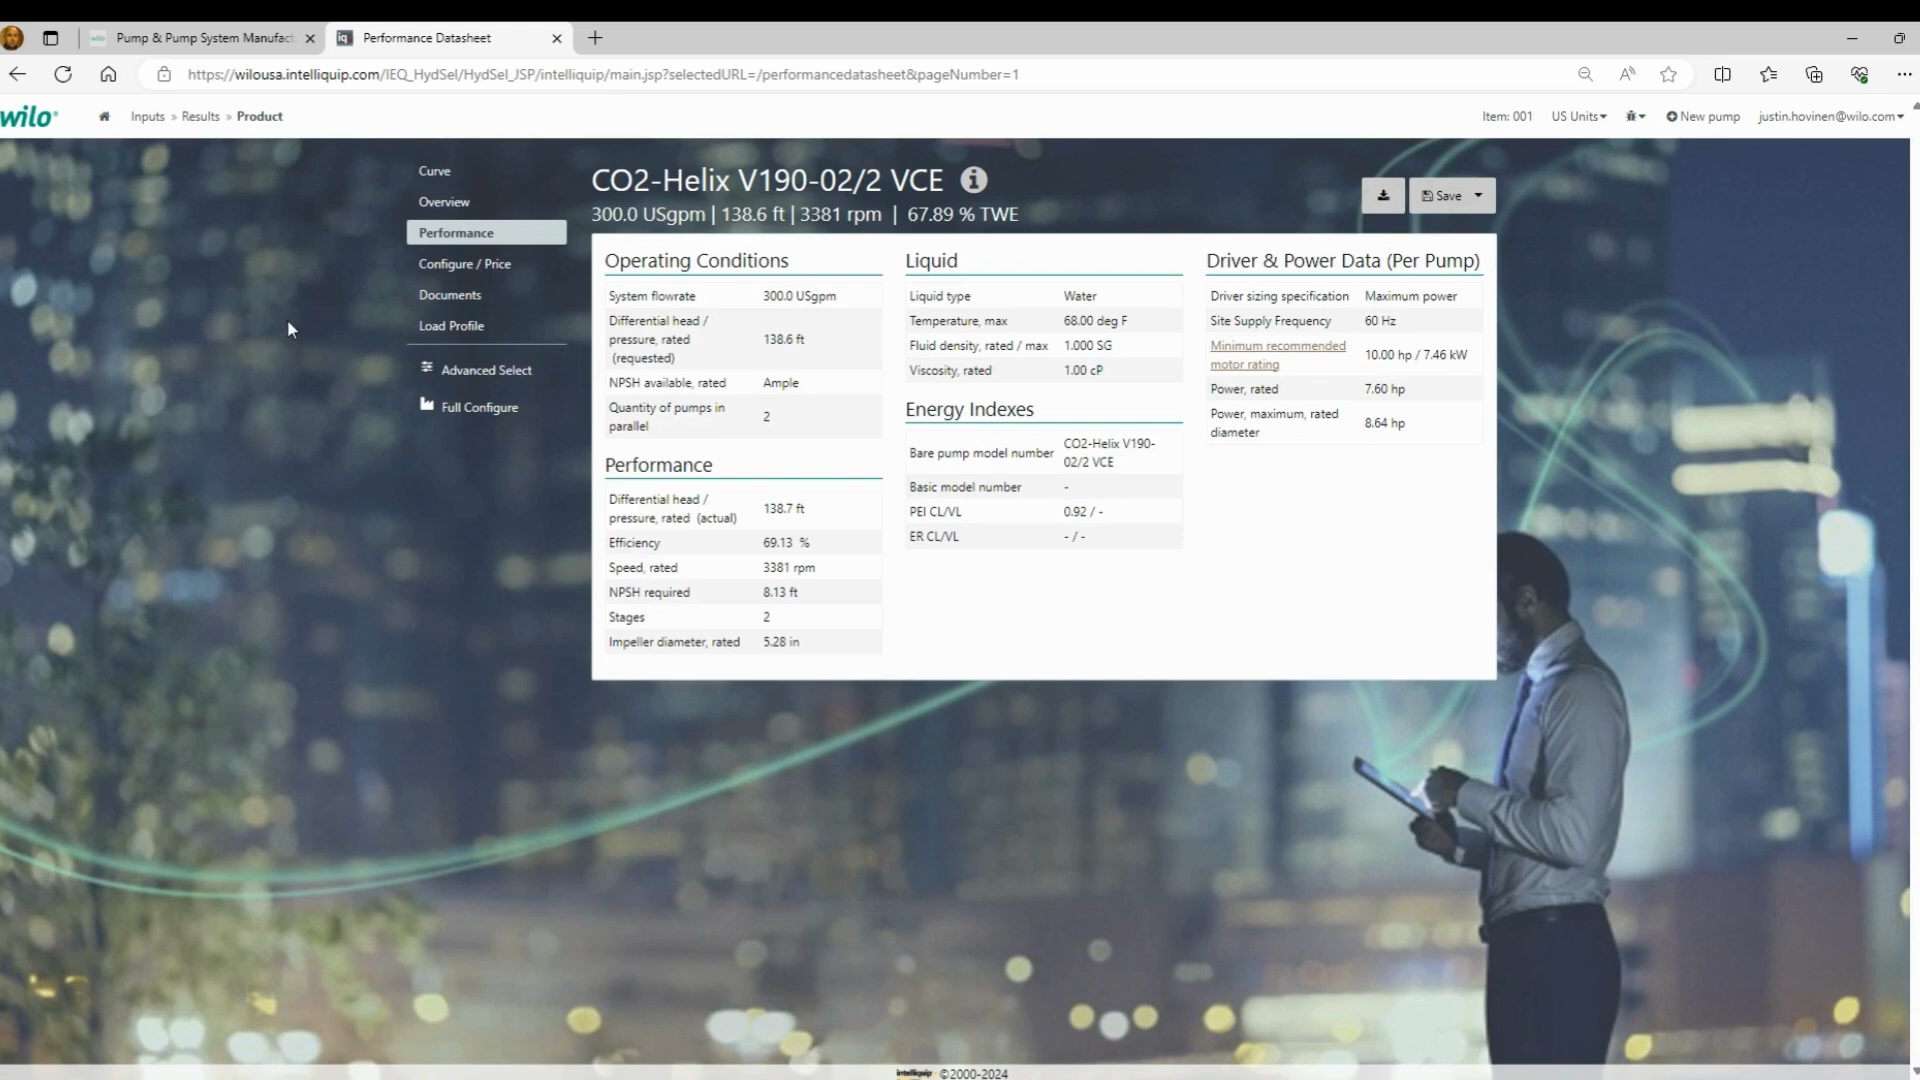 Pump & Pump System Manufact
Performance Datasheet
https://wilousa.intelliquip.com/IEQ_HydSel/HydSel_JSP/intelliquip/main.jsp?selectedURL=/performancedatasheet&pageNumber=1
wilo
Inputs » Results » Product
Item: 001 US Units New pump justin.hovinen@wilo.com
Curve
Overview
Performance
Configure / Price
Documents
Load Profile
Advanced Select
Full Configure
CO2-Helix V190-02/2 VCE
300.0 USgpm | 138.6 ft | 3381 rpm | 67.89 % TWE
Save
Operating Conditions
System flowrate 300.0 USgpm
Differential head /
pressure, rated 138.6 ft
(requested)
NPSH available, rated Ample
Quantity of pumps in
parallel 2
Performance
Differential head /
pressure, rated (actual) 138.7 ft
Efficiency 69.13 %
Speed, rated 3381 rpm
NPSH required 8.13 ft
Stages 2
Impeller diameter, rated 5.28 in
Liquid
Liquid type Water
Temperature, max 68.00 deg F
Fluid density, rated / max 1.000 SG
Viscosity, rated 1.00 cP
Energy Indexes
Bare pump model number CO2-Helix V190-
02/2 VCE
Basic model number -
PEI CL/VL 0.92 / -
ER CL/VL - / -
Driver & Power Data (Per Pump)
Driver sizing specification Maximum power
Site Supply Frequency 60 Hz
Minimum recommended
motor rating 10.00 hp / 7.46 kW
Power, rated 7.60 hp
Power, maximum, rated
diameter 8.64 hp
intelliquip ©2000-2024